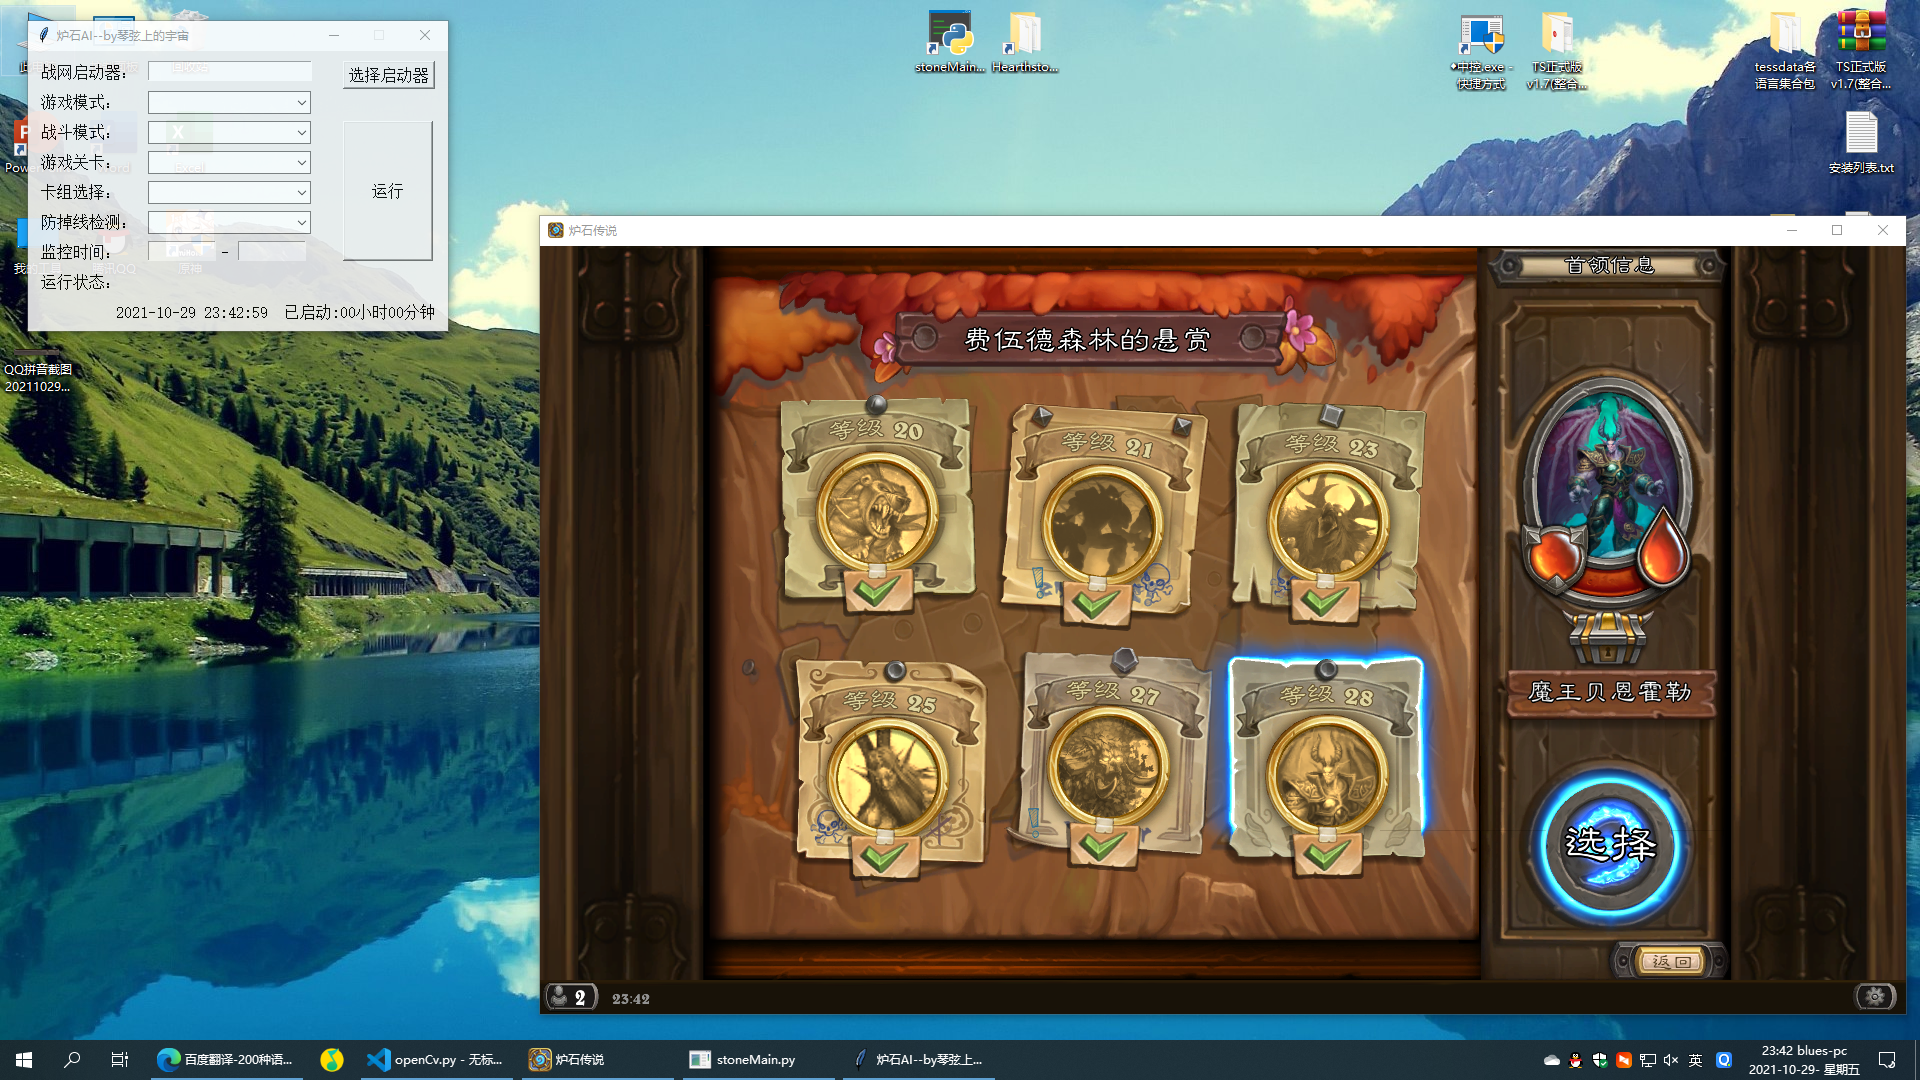 炉石AI--by琴弦上的宇宙
战网启动器:
选择启动器
游戏模式:
战斗模式:
游戏关卡:
卡组选择:
防掉线检测:
监控时间:
-
运行状态:
运行
2021-10-29 23:42:59 已启动:00小时00分钟
QQ拼音截图
20211029...
stoneMain...
Hearthsto...
中控.exe -
快捷方式
TS正式版
v1.7(整合...
tessdata各
语言集合包
TS正式版
v1.7(整合...
安装列表.txt
炉石传说
费伍德森林的悬赏
等级 20
等级 21
等级 23
等级 25
等级 27
等级 28
首领信息
魔王贝恩霍勒
选择
返回
2
23:42
百度翻译-200种语...
openCv.py - 无标...
炉石传说
stoneMain.py
炉石AI--by琴弦上...
英
23:42 blues-pc
2021-10-29- 星期五